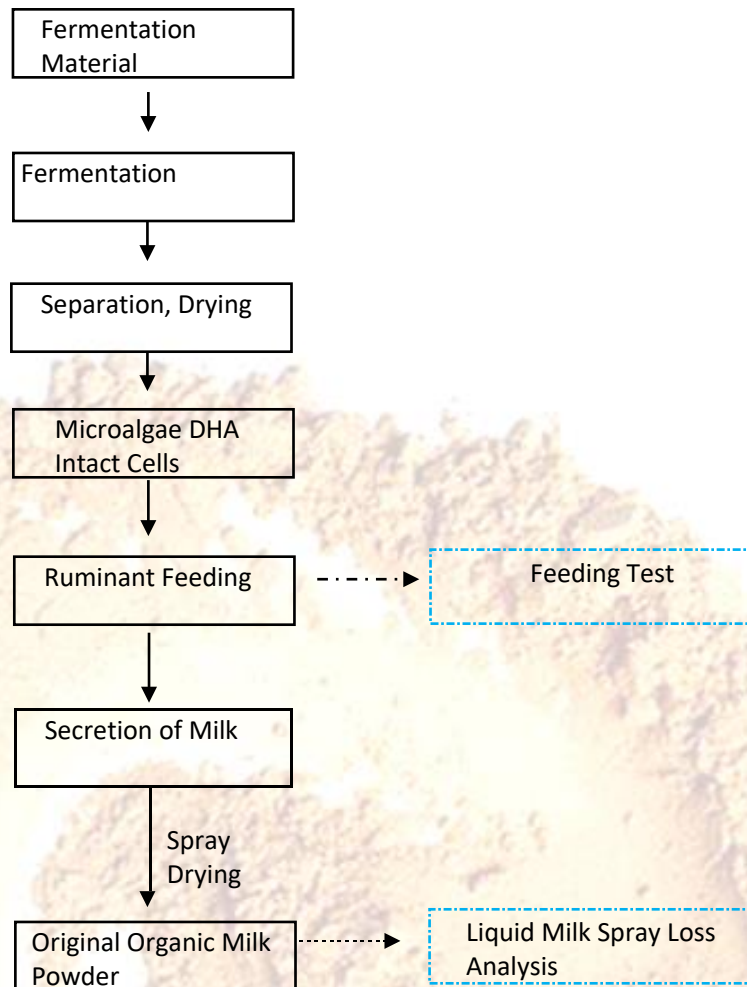 Fermentation
Material
Fermentation
Separation, Drying
Microalgae DHA
Intact Cells
Ruminant Feeding
Feeding Test
Secretion of Milk
Spray
Drying
Original Organic Milk
Powder
Liquid Milk Spray Loss
Analysis